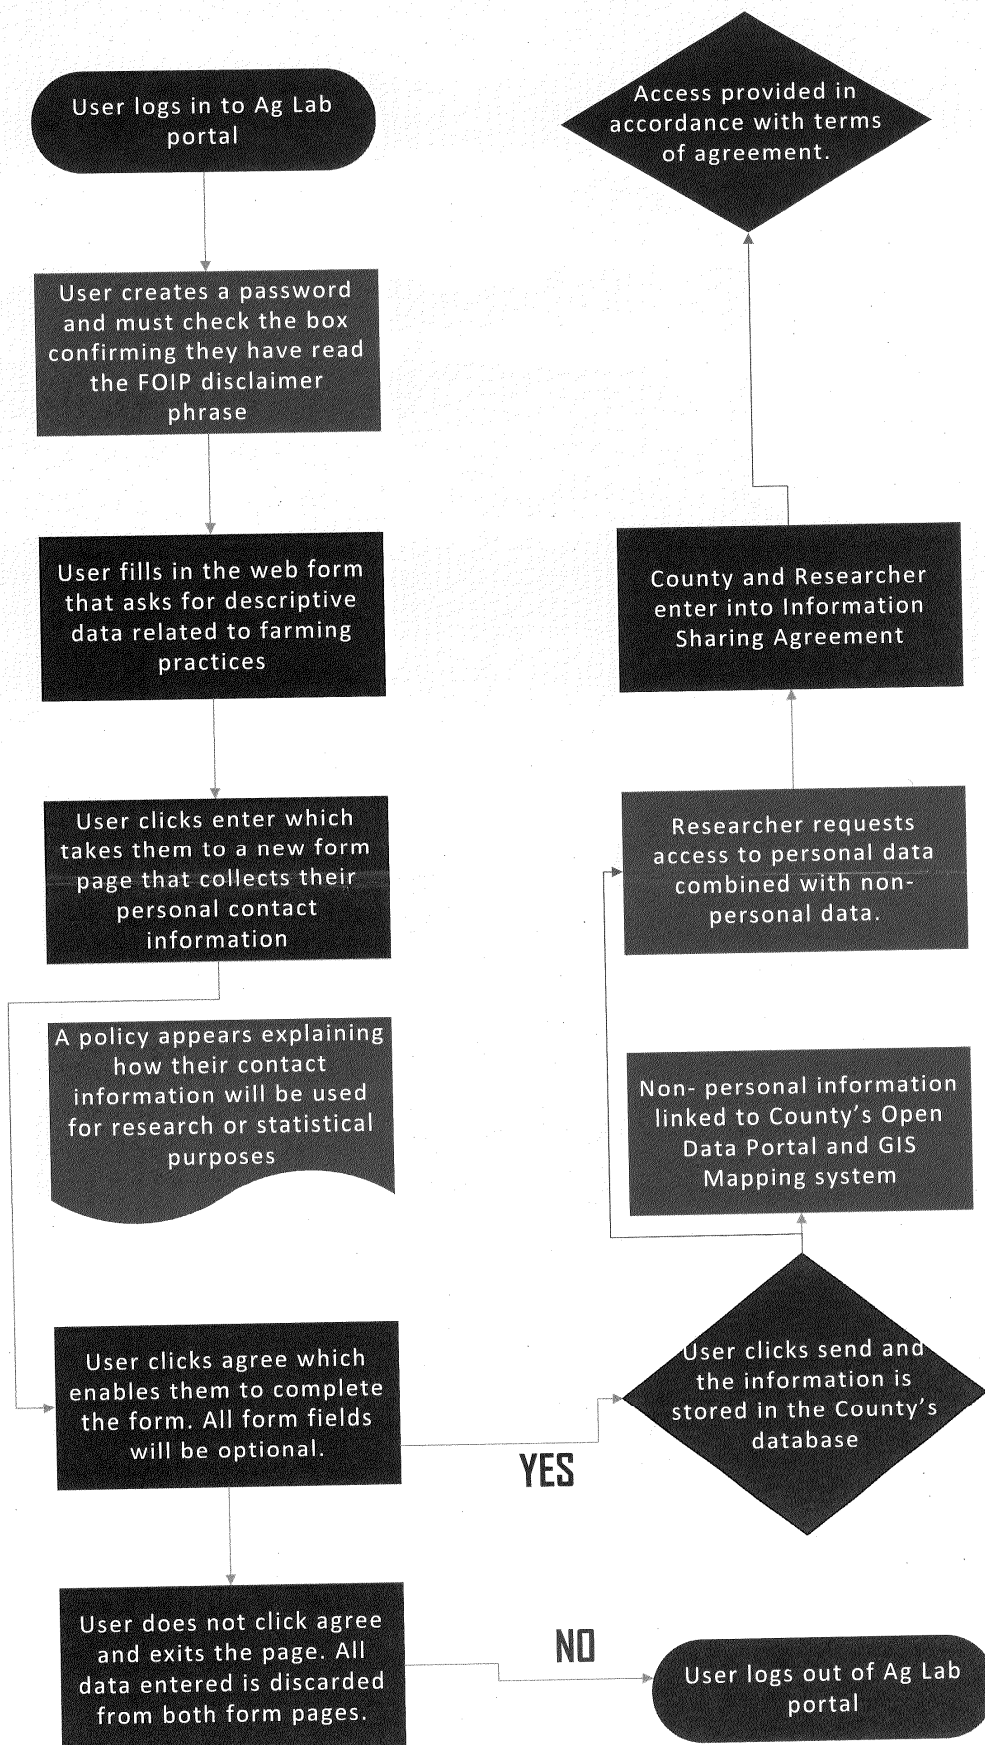 User logs in to Ag Lab
portal
User creates a password
and must check the box
confirming they have read
the FOIP disclaimer
phrase
User fills in the web form
that asks for descriptive
data related to farming
practices
User clicks enter which
takes them to a new form
page that collects their
personal contact
information
A policy appears explaining
how their contact
information will be used
for research or statistical
purposes
User clicks agree which
enables them to complete
the form. All form fields
will be optional.
YES
User does not click agree
and exits the page. All
data entered is discarded
from both form pages.
NO
User logs out of Ag Lab
portal
User clicks send and
the information is
stored in the County's
database
Non- personal information
linked to County's Open
Data Portal and GIS
Mapping system
Researcher requests
access to personal data
combined with non-
personal data.
County and Researcher
enter into Information
Sharing Agreement
Access provided in
accordance with terms
of agreement.